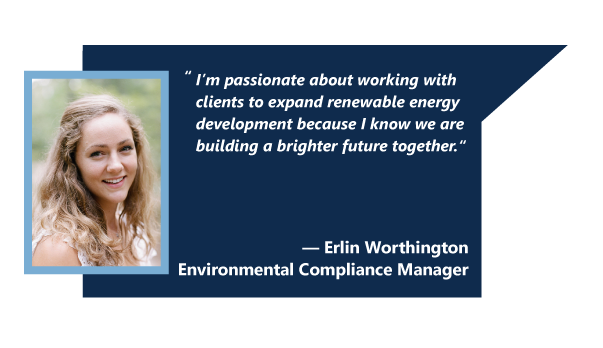 “ I’m passionate about working with
clients to expand renewable energy
development because I know we are
building a brighter future together.”
— Erlin Worthington
Environmental Compliance Manager